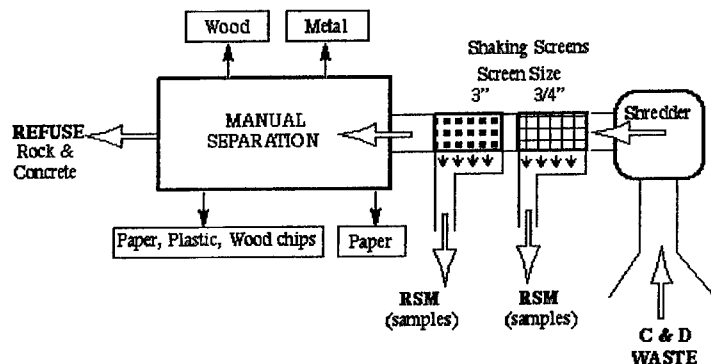 Wood
Metal
Shaking Screens
Screen Size
3" 3/4"
Shredder
MANUAL
SEPARATION
REFUSE
Rock &
Concrete
Paper, Plastic, Wood chips
Paper
RSM
(samples)
RSM
(samples)
C & D
WASTE